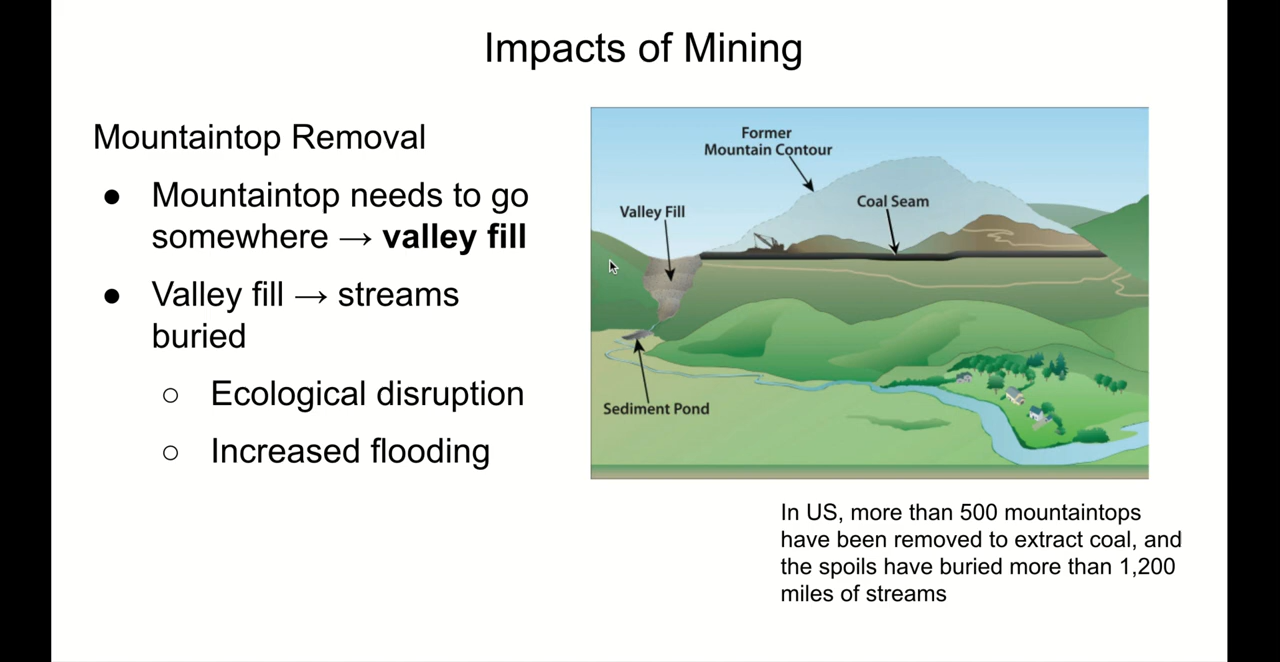 Impacts of Mining
Mountaintop Removal
● Mountaintop needs to go
somewhere → valley fill
● Valley fill → streams
buried
○ Ecological disruption
○ Increased flooding
Former
Mountain Contour
Coal Seam
Valley Fill
Sediment Pond
In US, more than 500 mountaintops
have been removed to extract coal, and
the spoils have buried more than 1,200
miles of streams